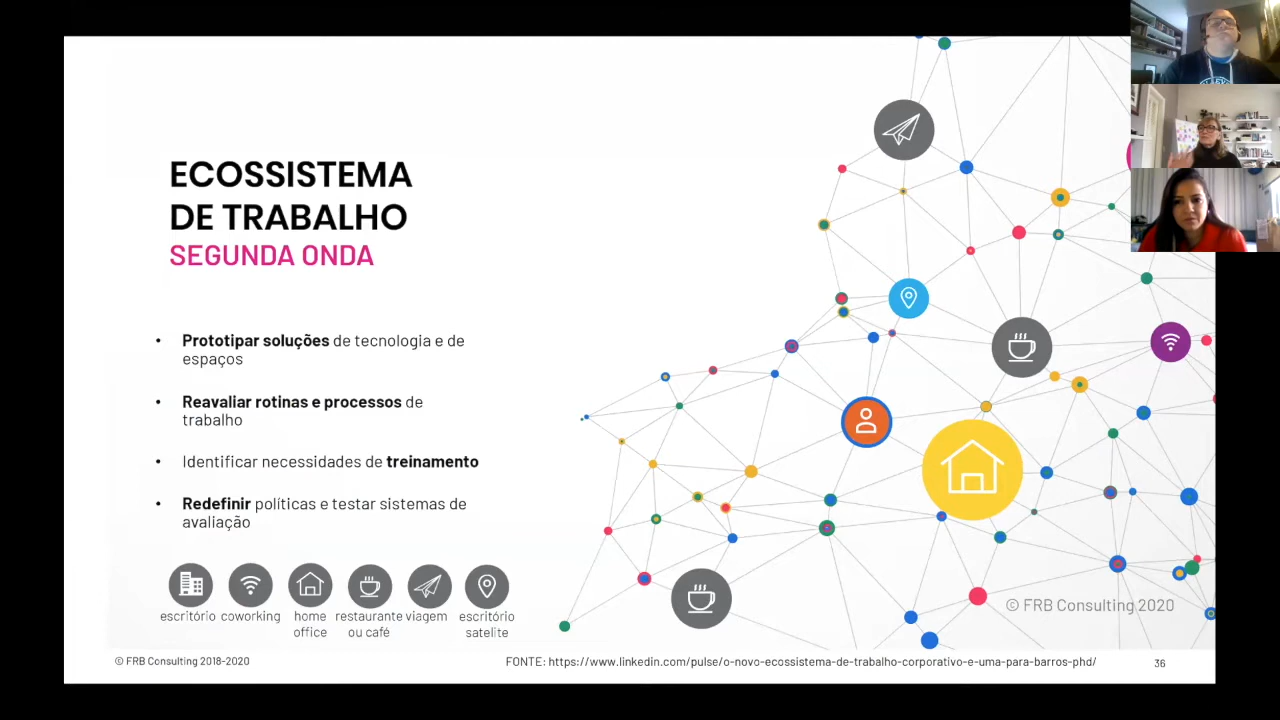 ECOSSISTEMA
DE TRABALHO
SEGUNDA ONDA
• Prototipar soluções de tecnologia e de
espaços
• Reavaliar rotinas e processos de
trabalho
• Identificar necessidades de treinamento
• Redefinir políticas e testar sistemas de
avaliação
escritório coworking home office restaurante ou café viagem escritório satelite
© FRB Consulting 2020
© FRB Consulting 2018-2020
FONTE: https://www.linkedin.com/pulse/o-novo-ecossistema-de-trabalho-corporativo-e-uma-para-barros-phd/
36